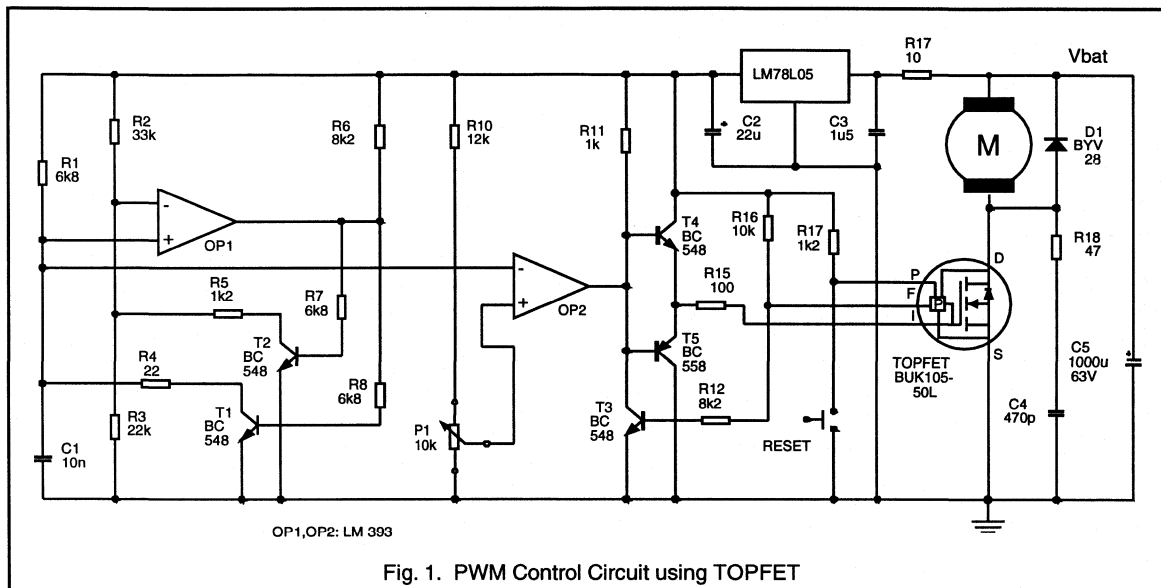 R17
10
Vbat
LM78L05
R2
33k
R6
8k2
R10
12k
R11
1k
C2
+
22u
C3
1u5
M
D1
BYV
28
R1
6k8
-
+
OP1
T4
BC
548
R16
10k
R17
1k2
R18
47
R5
1k2
R7
6k8
-
+
OP2
R15
100
P
F
I
D
P
S
T2
BC
548
T5
BC
558
TOPFET
BUK105-
50L
C5
1000u
63V
+
R4
22
R8
6k8
R12
8k2
C4
470p
R3
22k
T1
BC
548
P1
10k
T3
BC
548
RESET
C1
10n
OP1,OP2: LM 393
Fig. 1. PWM Control Circuit using TOPFET